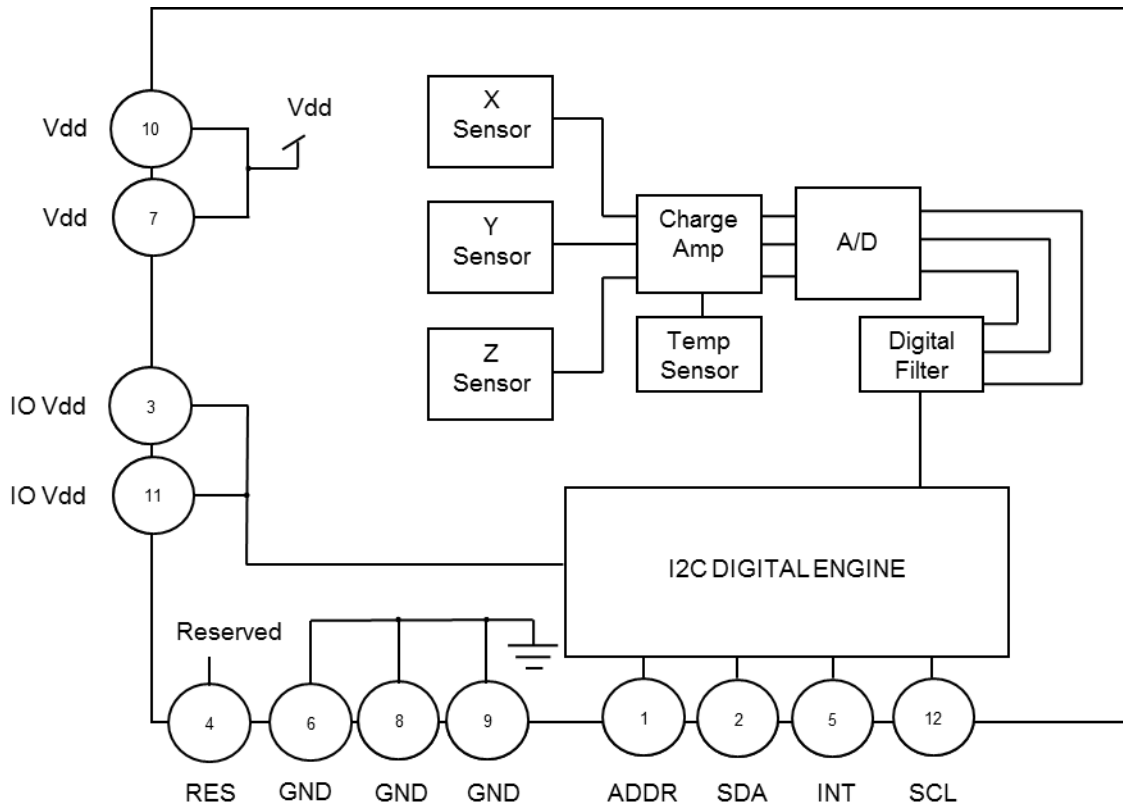 Vdd
10
Vdd
7
Vdd
X
Sensor
Y
Sensor
Z
Sensor
Charge
Amp
A/D
Temp
Sensor
Digital
Filter
IO Vdd
3
IO Vdd
11
I2C DIGITAL ENGINE
Reserved
4
6
8
9
1
2
5
12
RES
GND
GND
GND
ADDR
SDA
INT
SCL